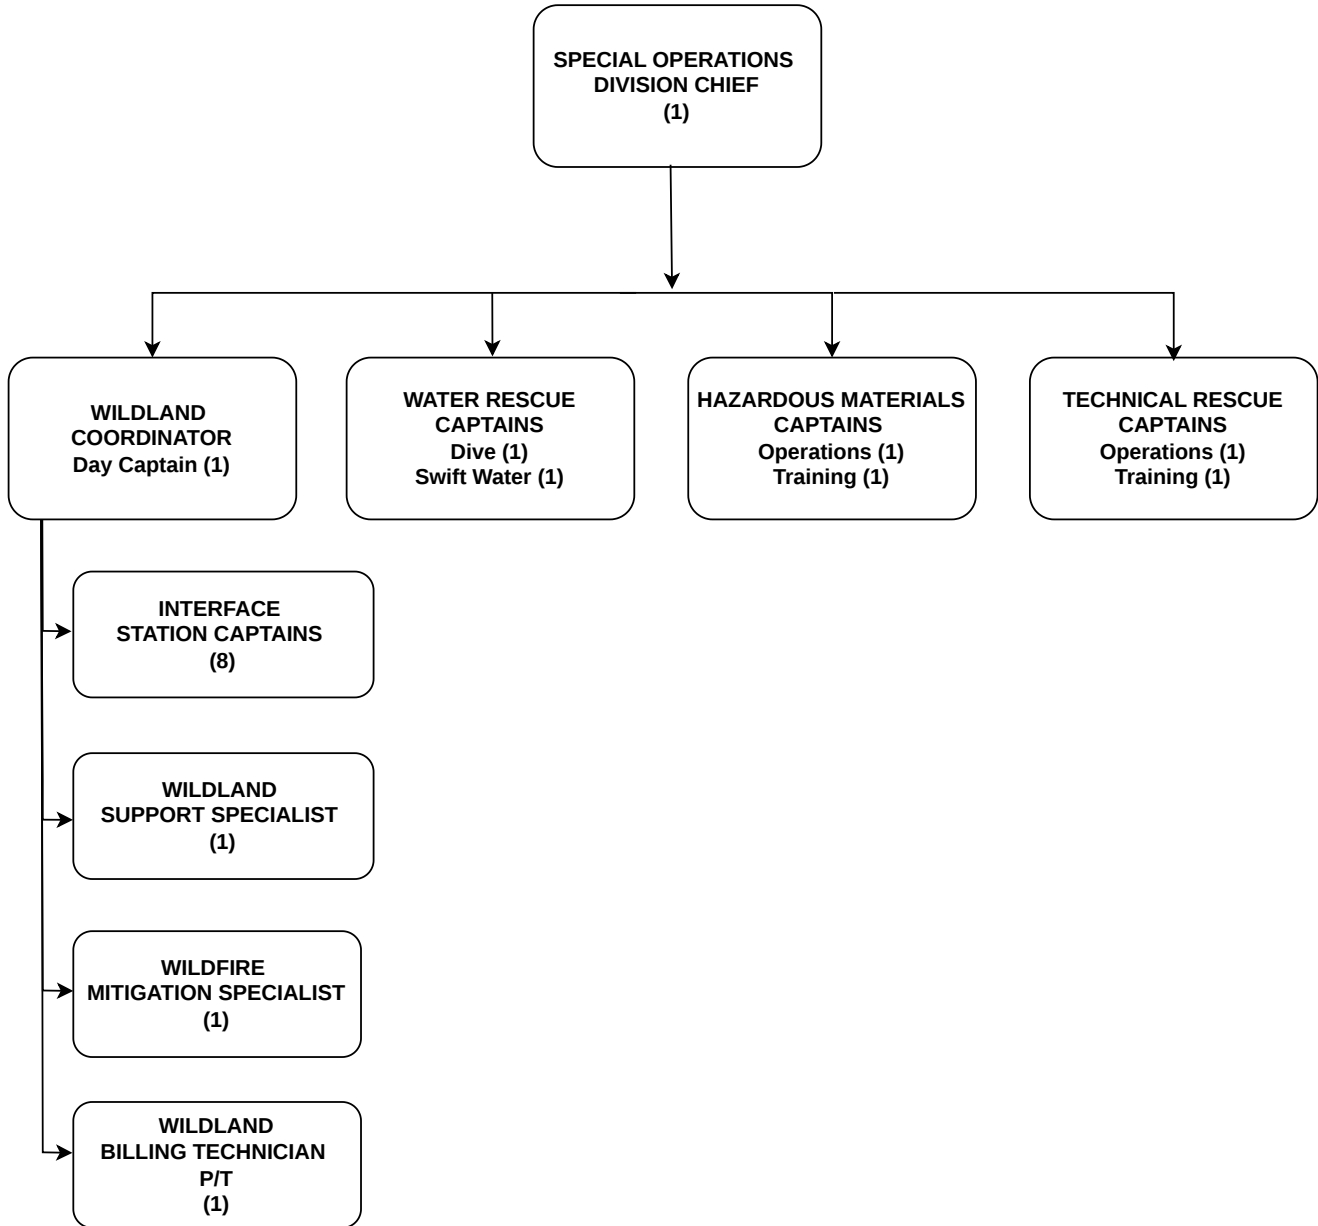 SPECIAL OPERATIONS
DIVISION CHIEF
(1)
WILDLAND
COORDINATOR
Day Captain (1)
WATER RESCUE
CAPTAINS
Dive (1)
Swift Water (1)
HAZARDOUS MATERIALS
CAPTAINS
Operations (1)
Training (1)
TECHNICAL RESCUE
CAPTAINS
Operations (1)
Training (1)
INTERFACE
STATION CAPTAINS
(8)
WILDLAND
SUPPORT SPECIALIST
(1)
WILDFIRE
MITIGATION SPECIALIST
(1)
WILDLAND
BILLING TECHNICIAN
P/T
(1)